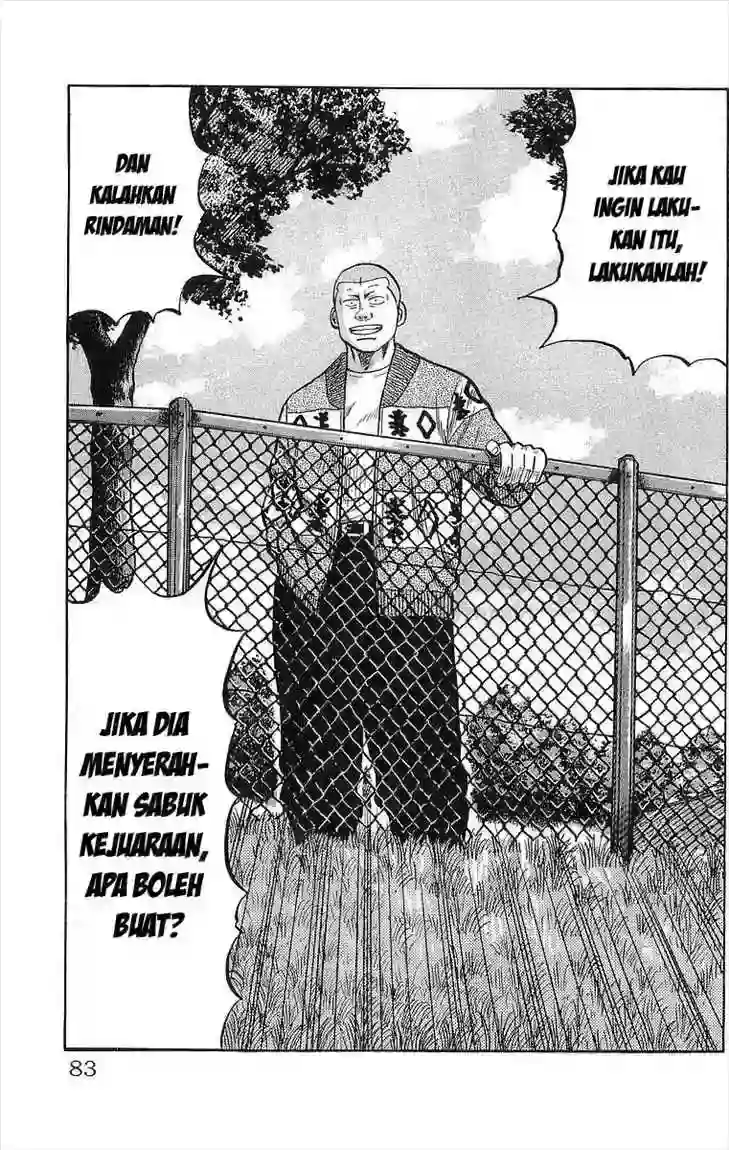 JIKA KAU
INGIN LAKU-
KAN ITU,
LAKUKANLAH!
DAN
KALAHKAN
RINDAMAN!
JIKA DIA
MENYERAH-
KAN SABUK
KEJUARAAN,
APA BOLEH
BUAT?
83